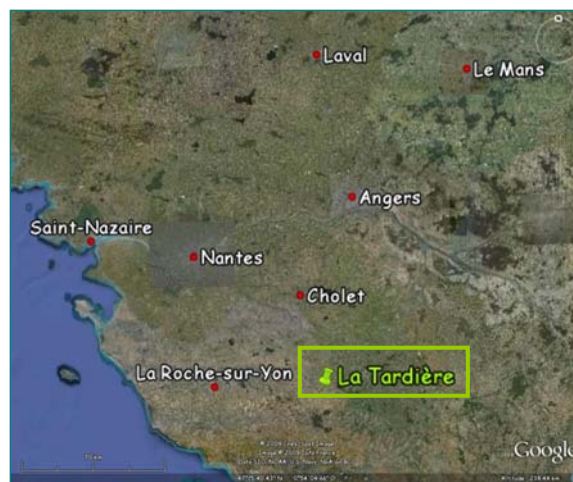 Laval
Le Mans
Angers
Saint-Nazaire
Nantes
Cholet
La Roche-sur-Yon
La Tardière
Google